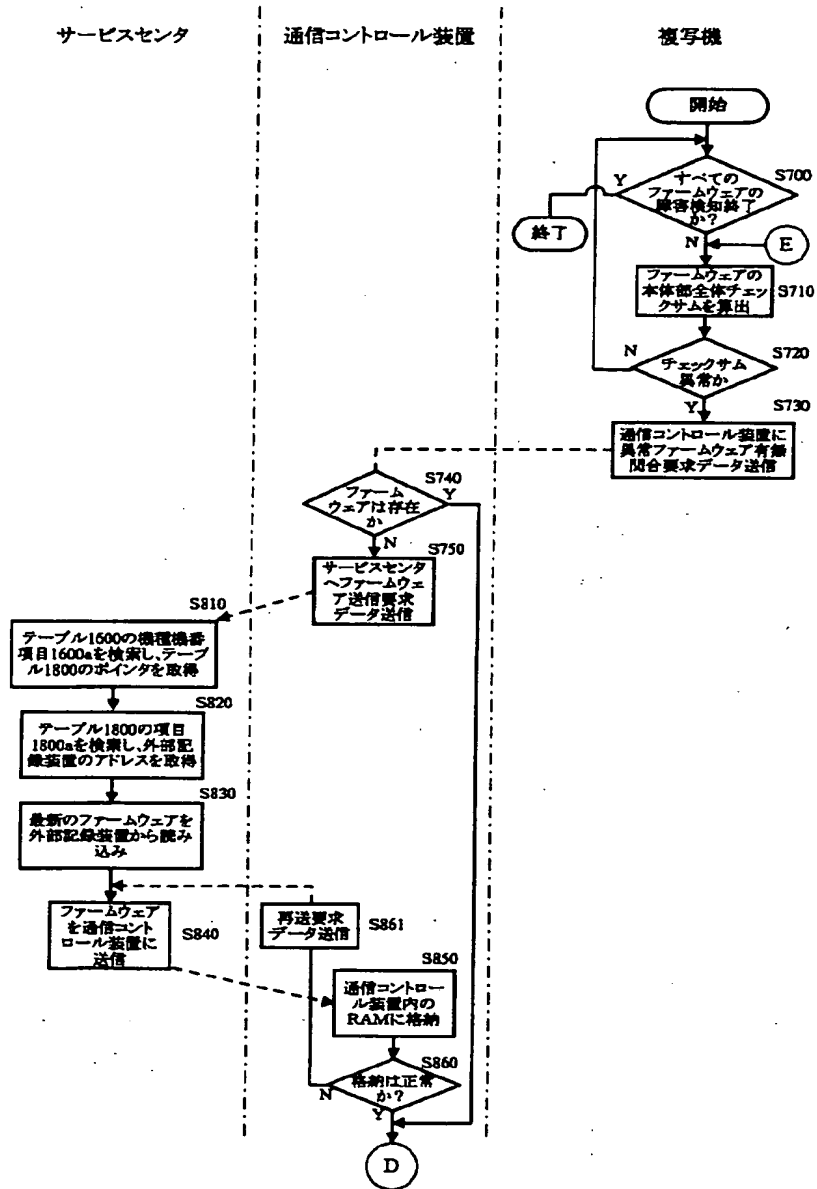 サービスセンタ
通信コントロール装置
複写機
開始
S700
すべての
ファームウェアの
障害検知終了
か?
Y
終了
N
E
ファームウェアの
本体部全体チェッ
クサムを算出
S710
S720
チェックサム
異常か
N
Y
S730
通信コントロール装置に
異常ファームウェア有無
問合要求データ送信
S740
ファーム
ウェアは存在
か
Y
N
S750
サービスセンタ
へファームウェ
ア送信要求
データ送信
S810
テーブル1600の機種機番
項目1600aを検索し、テーブ
ル1800のポインタを取得
S820
テーブル1800の項目
1800aを検索し、外部記
録装置のアドレスを取得
S830
最新のファームウェアを
外部記録装置から読み
込み
ファームウェア
を通信コント
ロール装置に
送信
S840
再送要求
データ送信
S861
S850
通信コントロー
ル装置内の
RAMに格納
S860
格納は正常
か?
N
Y
D